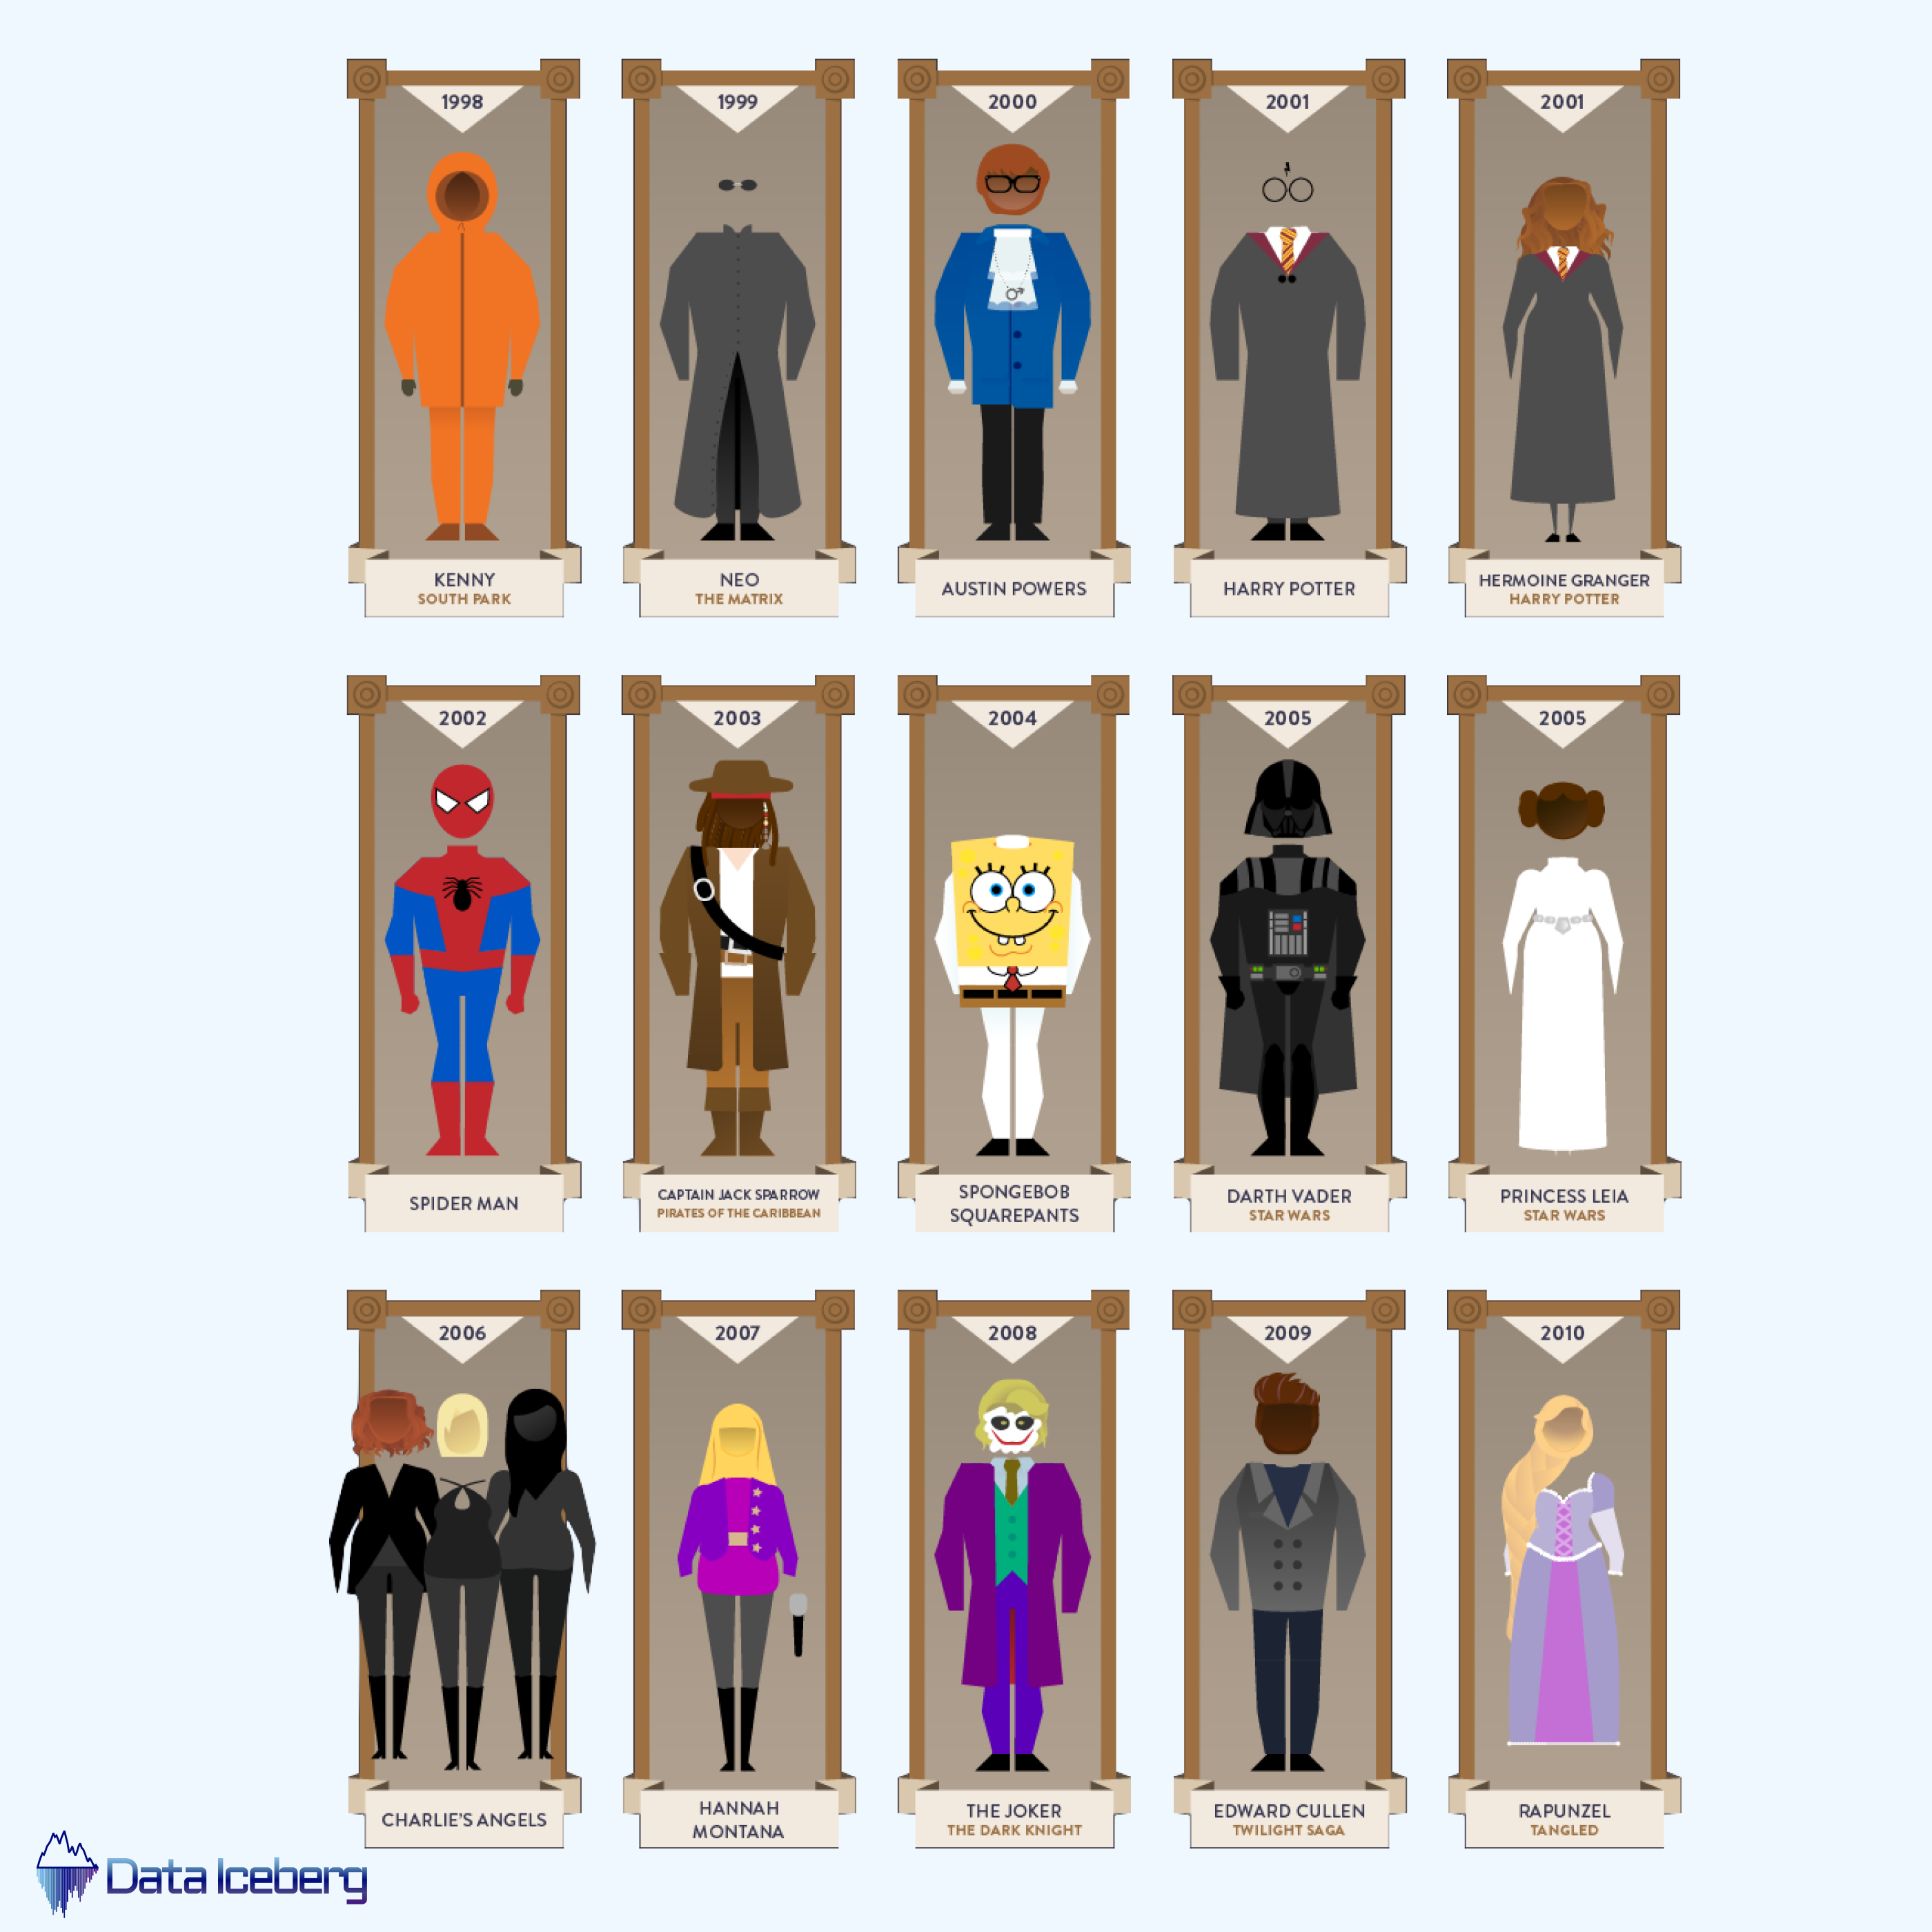 1998
1999
2000
2001
2001
KENNY
SOUTH PARK
NEO
THE MATRIX
AUSTIN POWERS
HARRY POTTER
HERMOINE GRANGER
HARRY POTTER
2002
2003
2004
2005
2005
SPIDER MAN
CAPTAIN JACK SPARROW
PIRATES OF THE CARIBBEAN
SPONGEBOB
SQUAREPANTS
DARTH VADER
STAR WARS
PRINCESS LEIA
STAR WARS
2006
2007
2008
2009
2010
CHARLIE'S ANGELS
HANNAH
MONTANA
THE JOKER
THE DARK KNIGHT
EDWARD CULLEN
TWILIGHT SAGA
RAPUNZEL
TANGLED
Data Iceberg